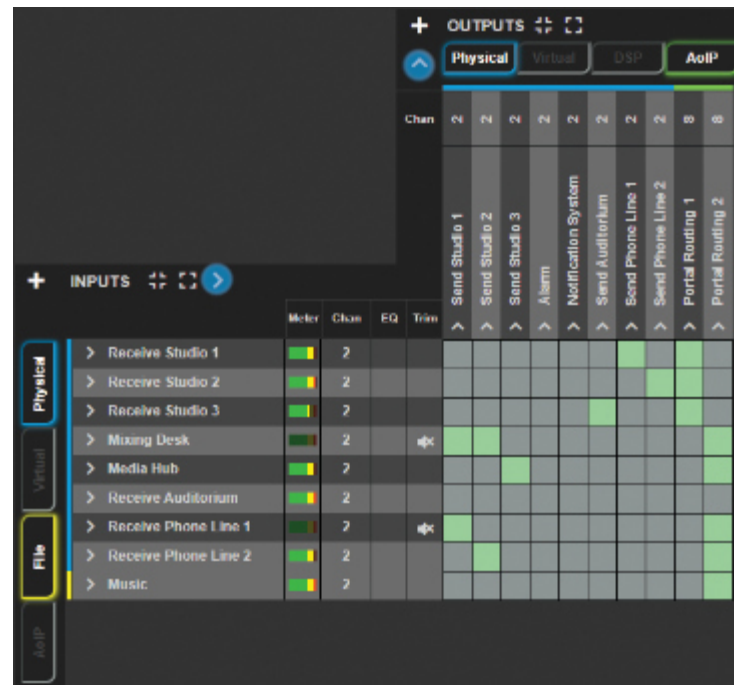 OUTPUTS
Physical Virtual DSP AoIP
Chan 2 2 2 2 2 2 2 2 8 8
Send Studio 1
Send Studio 2
Send Studio 3
Alarm
Notification System
Send Auditorium
Send Phone Line 1
Send Phone Line 2
Portal Routing 1
Portal Routing 2
INPUTS
Meter Chan EQ Trim
Physical
Virtual
File
AoIP
Receive Studio 1 2
Receive Studio 2 2
Receive Studio 3 2
Mixing Desk 2
Media Hub 2
Receive Auditorium 2
Receive Phone Line 1 2
Receive Phone Line 2 2
Music 2